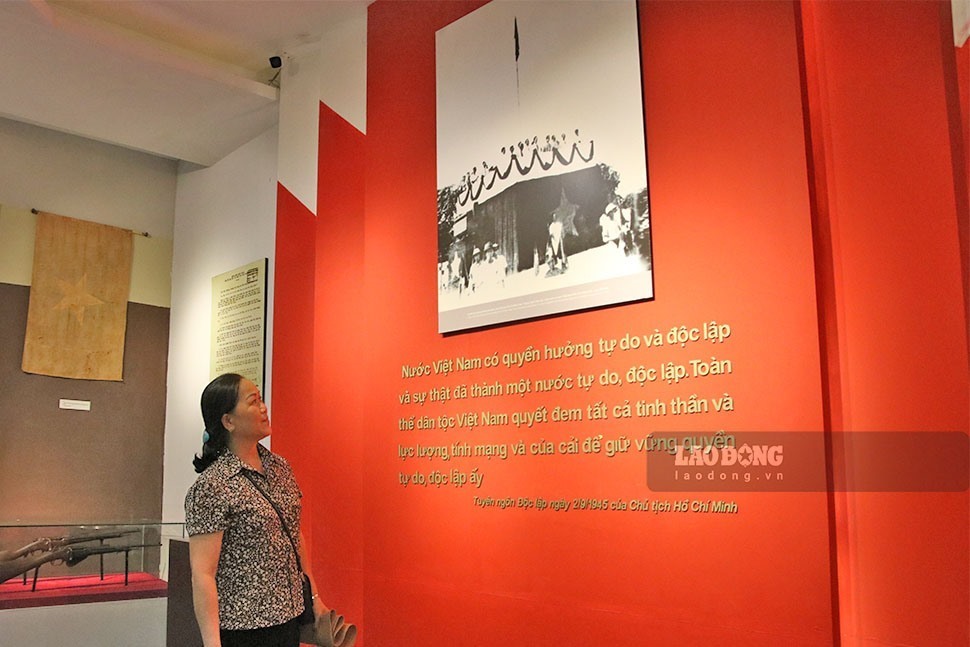 Nước Việt Nam có quyền hưởng tự do và độc lập
và sự thật đã thành một nước tự do, độc lập.Toàn
thể dân tộc Việt Nam quyết đem tất cả tinh thần và
lực lượng,tính mạng và của cải để giữ vững quyền
tự do,độc lập ấy
Tuyên ngôn Độc lập ngày 2/9/1945 của Chủ tịch Hồ Chí Minh
LAO ĐỘNG
laodong.vn